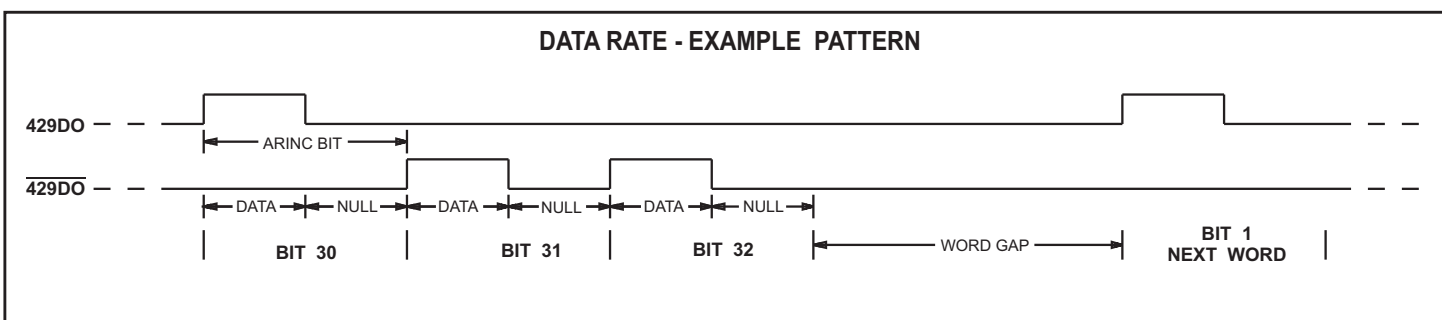 DATA RATE - EXAMPLE PATTERN
429DO
ARINC BIT
429DO
DATA NULL DATA NULL DATA NULL
BIT 30 BIT 31 BIT 32 WORD GAP BIT 1
NEXT WORD